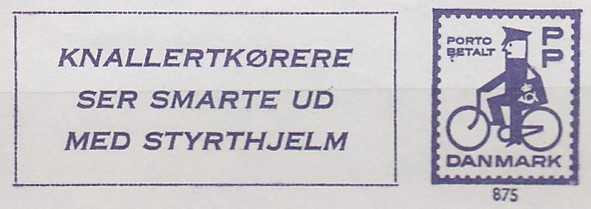 KNALLERTKØRERE
SER SMARTE UD
MED STYRTHJELM
PORTO
BETALT
P
P
DANMARK
875